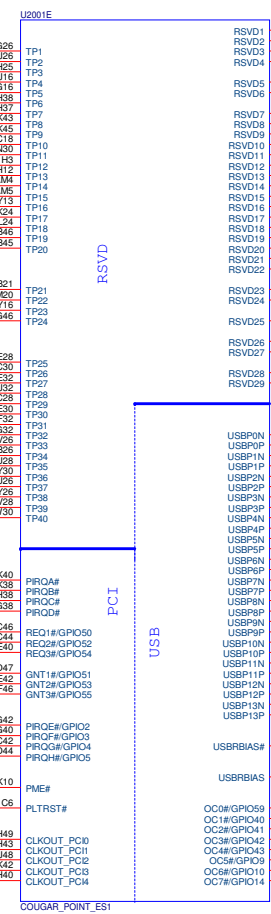 U2001E
TP1
TP2
TP3
TP4
TP5
TP6
TP7
TP8
TP9
TP10
TP11
H3
TP12
TP13
TP14
TP15
TP16
TP17
TP18
TP19
TP20
TP21
TP22
TP23
TP24
TP25
TP26
TP27
TP28
TP29
TP30
TP31
TP32
TP33
TP34
TP35
TP36
TP37
TP38
TP39
TP40
PIRQA#
PIRQB#
PIRQC#
PIRQD#
REQ1#/GPIO50
REQ2#/GPIO52
REQ3#/GPIO54
GNT1#/GPIO51
GNT2#/GPIO53
GNT3#/GPIO55
PIRQE#/GPIO2
PIRQF#/GPIO3
PIRQG#/GPIO4
PIRQH#/GPIO5
PME#
C6
PLTRST#
CLKOUT_PCI0
CLKOUT_PCI1
CLKOUT_PCI2
CLKOUT_PCI3
CLKOUT_PCI4
RSVD
PCI
USB
RSVD1
RSVD2
RSVD3
RSVD4
RSVD5
RSVD6
RSVD7
RSVD8
RSVD9
RSVD10
RSVD11
RSVD12
RSVD13
RSVD14
RSVD15
RSVD16
RSVD17
RSVD18
RSVD19
RSVD20
RSVD21
RSVD22
RSVD23
RSVD24
RSVD25
RSVD26
RSVD27
RSVD28
RSVD29
USBP0N
USBP0P
USBP1N
USBP1P
USBP2N
USBP2P
USBP3N
USBP3P
USBP4N
USBP4P
USBP5N
USBP5P
USBP6N
USBP6P
USBP7N
USBP7P
USBP8N
USBP8P
USBP9N
USBP9P
USBP10N
USBP10P
USBP11N
USBP11P
USBP12N
USBP12P
USBP13N
USBP13P
USBRBIAS#
USBRBIAS
OC0#/GPIO59
OC1#/GPIO40
OC2#/GPIO41
OC3#/GPIO42
OC4#/GPIO43
OC5#/GPIO9
OC6#/GPIO10
OC7#/GPIO14
COUGAR_POINT_ES1